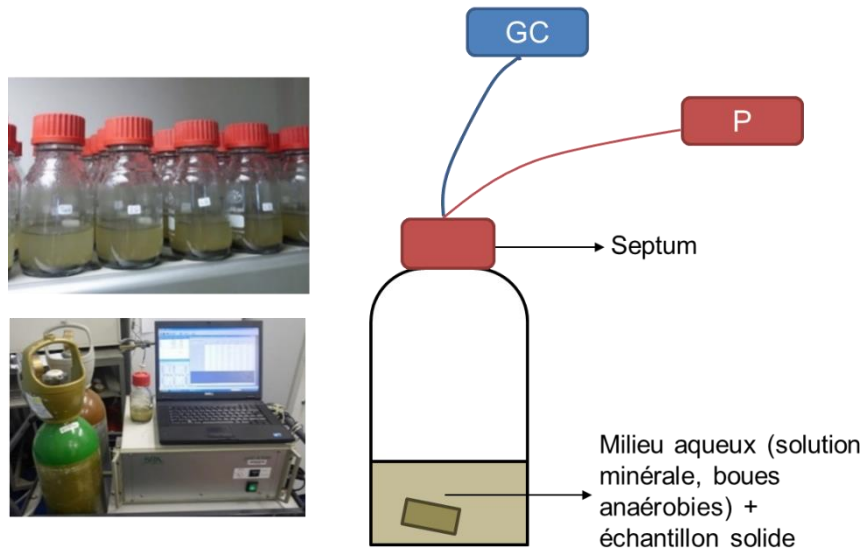 GC
P
Septum
Milieu aqueux (solution
minérale, boues
anaérobies) +
échantillon solide